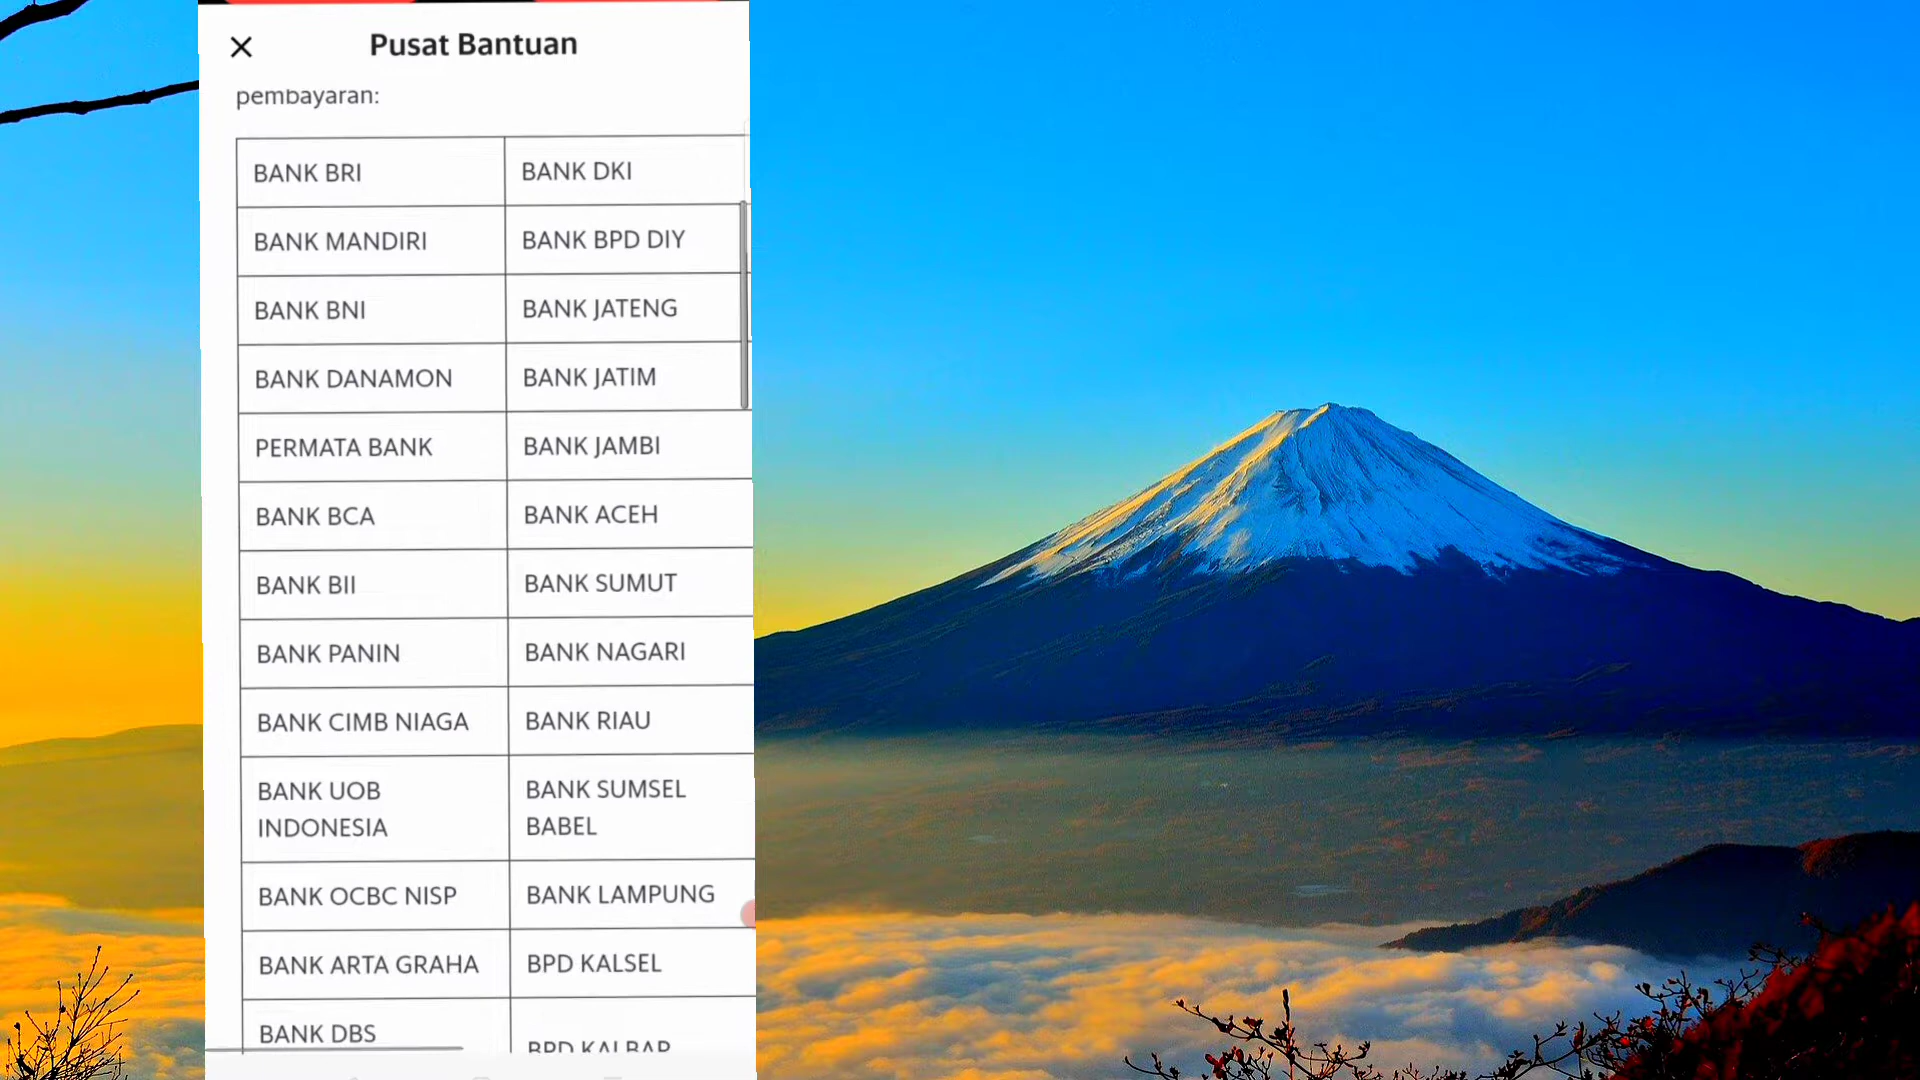 Pusat Bantuan
pembayaran:
BANK BRI
BANK DKI
BANK MANDIRI
BANK BPD DIY
BANK BNI
BANK JATENG
BANK DANAMON
BANK JATIM
PERMATA BANK
BANK JAMBI
BANK BCA
BANK ACEH
BANK BII
BANK SUMUT
BANK PANIN
BANK NAGARI
BANK CIMB NIAGA
BANK RIAU
BANK UOB
INDONESIA
BANK SUMSEL
BABEL
BANK OCBC NISP
BANK LAMPUNG
BANK ARTA GRAHA
BPD KALSEL
BANK DBS
BPD KALBAR